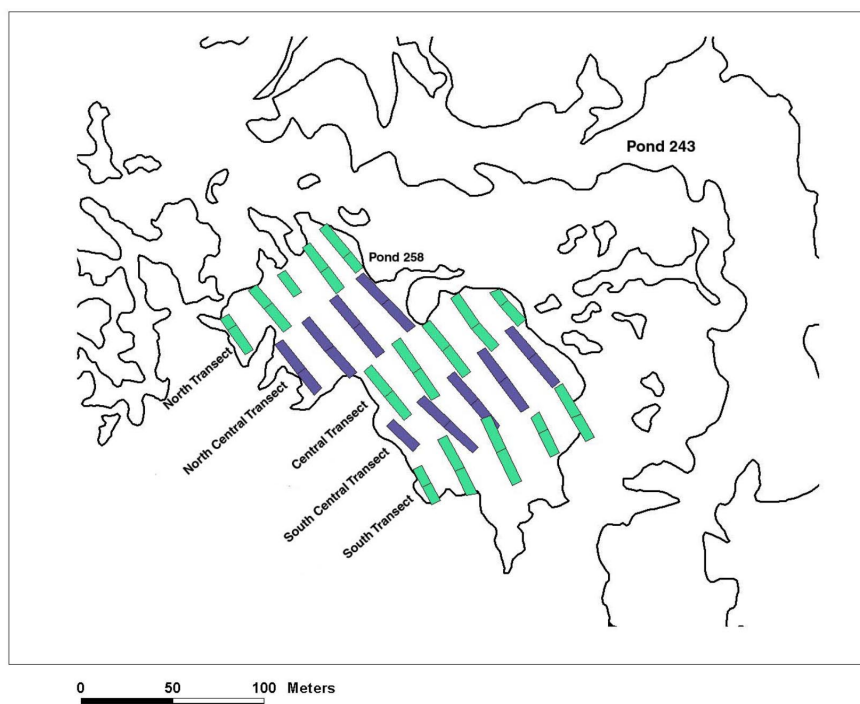 Pond 243
Pond 258
North Transect
North Central Transect
Central Transect
South Central Transect
South Transect
0 50 100 Meters